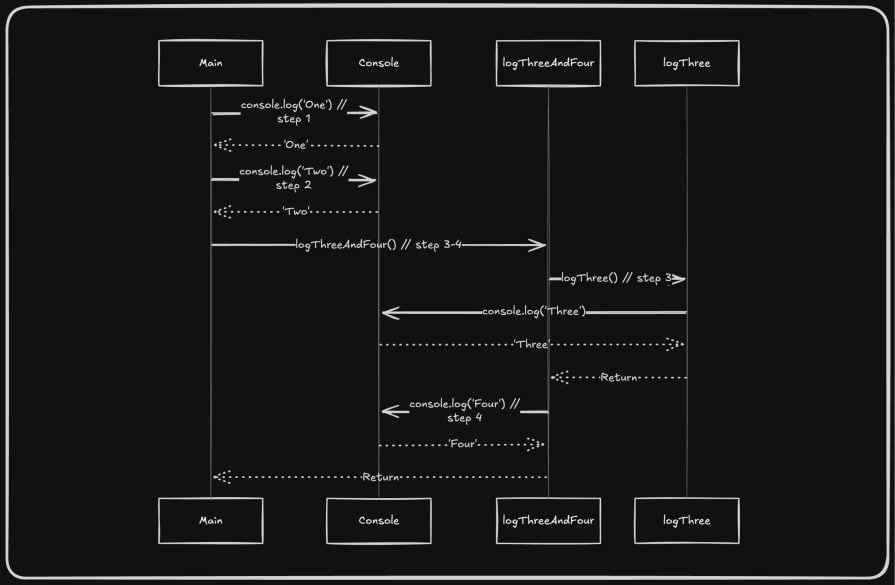 Main
Console
logThreeAndFour
logThree
console.log('One') //
step 1
'One'
console.log('Two') //
step 2
'Two'
logThreeAndFour() // step 3-4
logThree() // step 3
console.log('Three')
'Three'
Return
console.log('Four') //
step 4
'Four'
Return
Main
Console
logThreeAndFour
logThree